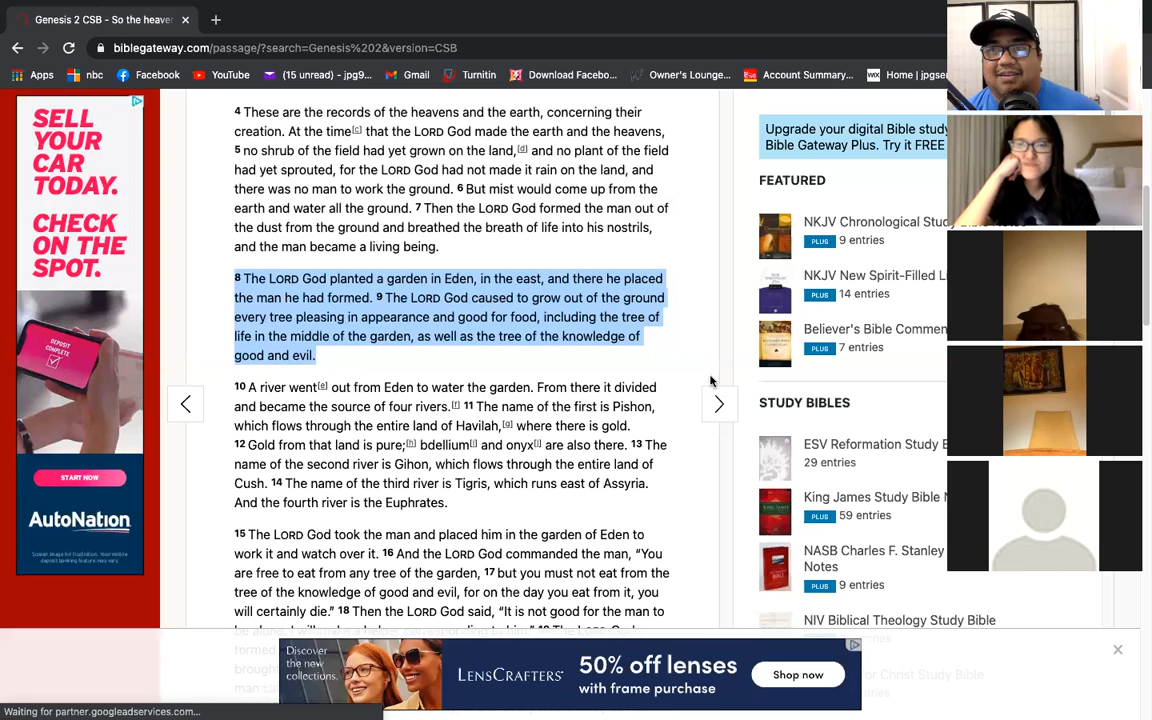 Genesis 2 CSB - So the heave
biblegateway.com/passage/?search=Genesis%202&version=CSB
Apps nbc Facebook YouTube (15 unread) - jpg9... Gmail Turnitin Download Facebo... Owner's Lounge... Account Summary... Home | jpgser
SELL
YOUR
CAR
TODAY.
CHECK
ON THE
SPOT.
DEPOSIT
COMPLETE
START NOW
AutoNation
Screen image for illustration. Your mobile
deposit capability may vary.
4 These are the records of the heavens and the earth, concerning their
creation. At the time[c] that the LORD God made the earth and the heavens,
5 no shrub of the field had yet grown on the land,[d] and no plant of the field
had yet sprouted, for the LORD God had not made it rain on the land, and
there was no man to work the ground. 6 But mist would come up from the
earth and water all the ground. 7 Then the LORD God formed the man out of
the dust from the ground and breathed the breath of life into his nostrils,
and the man became a living being.
8 The LORD God planted a garden in Eden, in the east, and there he placed
the man he had formed. 9 The LORD God caused to grow out of the ground
every tree pleasing in appearance and good for food, including the tree of
life in the middle of the garden, as well as the tree of the knowledge of
good and evil.
10 A river went[e] out from Eden to water the garden. From there it divided
and became the source of four rivers.[f] 11 The name of the first is Pishon,
which flows through the entire land of Havilah,[g] where there is gold.
12 Gold from that land is pure;[h] bdellium[i] and onyx[j] are also there. 13 The
name of the second river is Gihon, which flows through the entire land of
Cush. 14 The name of the third river is Tigris, which runs east of Assyria.
And the fourth river is the Euphrates.
15 The LORD God took the man and placed him in the garden of Eden to
work it and watch over it. 16 And the LORD God commanded the man, “You
are free to eat from any tree of the garden, 17 but you must not eat from the
tree of the knowledge of good and evil, for on the day you eat from it, you
will certainly die.” 18 Then the LORD God said, “It is not good for the man to
Upgrade your digital Bible study
Bible Gateway Plus. Try it FREE
FEATURED
NKJV Chronological Study Bible Notes
PLUS 9 entries
NKJV New Spirit-Filled Li
PLUS 14 entries
Believer's Bible Commen
PLUS 7 entries
STUDY BIBLES
ESV Reformation Study B
29 entries
King James Study Bible N
PLUS 59 entries
NASB Charles F. Stanley
Notes
PLUS 9 entries
NIV Biblical Theology Study Bible
or Christ Study Bible
entries
Discover
the new
collections.
LENSCRAFTERS
50% off lenses
with frame purchase
Shop now
Waiting for partner.googleadservices.com...